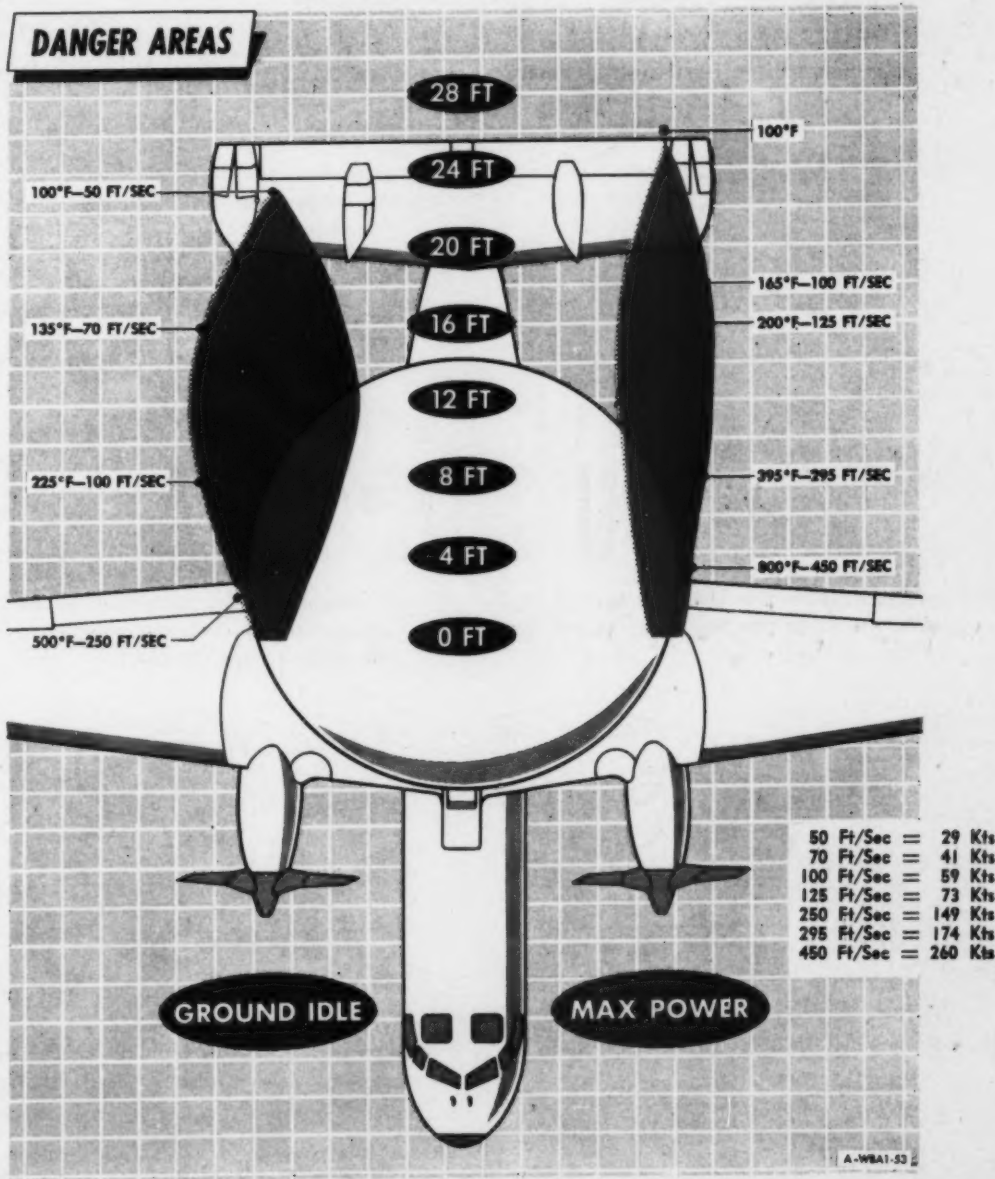 DANGER AREAS
28 FT
100°F
24 FT
100°F—50 FT/SEC
20 FT
165°F—100 FT/SEC
135°F—70 FT/SEC
16 FT
200°F—125 FT/SEC
12 FT
225°F—100 FT/SEC
8 FT
395°F—295 FT/SEC
4 FT
800°F—450 FT/SEC
500°F—250 FT/SEC
0 FT
50 Ft/Sec = 29 Kts
70 Ft/Sec = 41 Kts
100 Ft/Sec = 59 Kts
125 Ft/Sec = 73 Kts
250 Ft/Sec = 149 Kts
295 Ft/Sec = 174 Kts
450 Ft/Sec = 260 Kts
GROUND IDLE
MAX POWER
A-WBA1-53